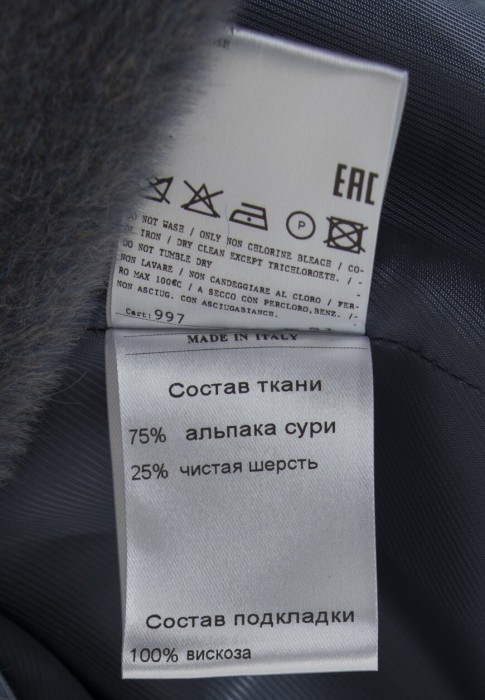 EAC
P
NOT WASH / ONLY NON CHLORINE BLEACH / CO-
IRON / DRY CLEAN EXCEPT TRICHLOROETE. / -
DO NOT TUMBLE DRY
NON LAVARE / NON CANDEGGIARE AL CLORO / FER-
RO MAX 100°C / A SECCO CON PERCLORO,BENZ. /-
NON ASCIUG. CON ASCIUGABIANCH.
Cart: 997
MADE IN ITALY
Состав ткани
75% альпака сури
25% чистая шерсть
Состав подкладки
100% вискоза